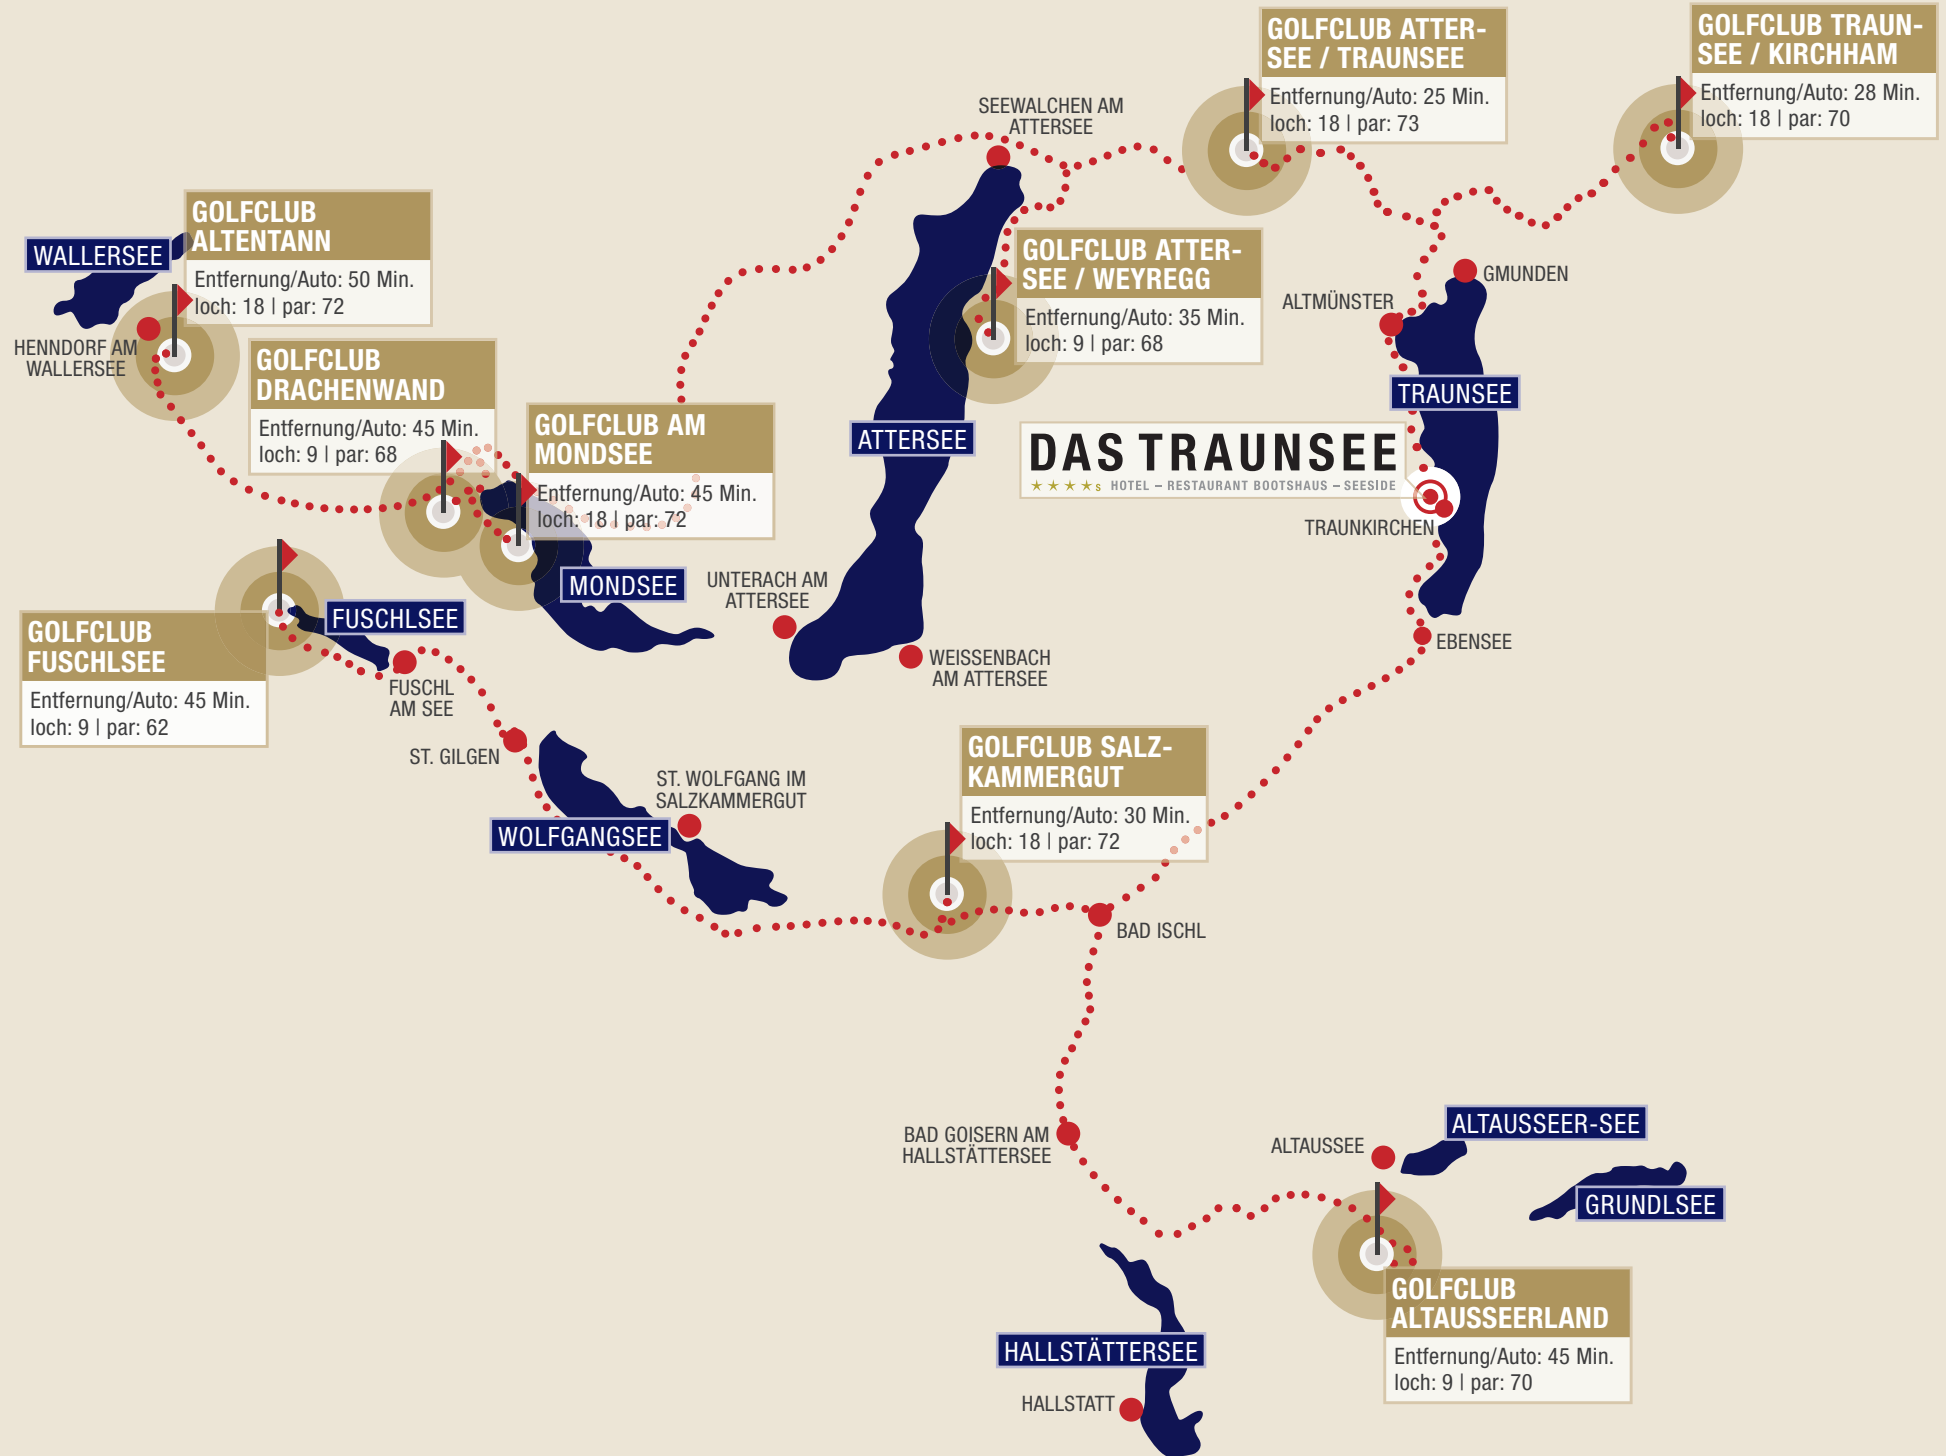 GOLFCLUB ATTER-
SEE / TRAUNSEE
Entfernung/Auto: 25 Min.
loch: 18 | par: 73
GOLFCLUB TRAUN-
SEE / KIRCHHAM
Entfernung/Auto: 28 Min.
loch: 18 | par: 70
SEEWALCHEN AM
ATTERSEE
GOLFCLUB
ALTENTANN
Entfernung/Auto: 50 Min.
loch: 18 | par: 72
WALLERSEE
HENNDORF AM
WALLERSEE
GOLFCLUB ATTER-
SEE / WEYREGG
Entfernung/Auto: 35 Min.
loch: 9 | par: 68
GMUNDEN
ALTMÜNSTER
GOLFCLUB
DRACHENWAND
Entfernung/Auto: 45 Min.
loch: 9 | par: 68
GOLFCLUB AM
MONDSEE
Entfernung/Auto: 45 Min.
loch: 18 | par: 72
TRAUNSEE
ATTERSEE
DAS TRAUNSEE
★★★★s HOTEL – RESTAURANT BOOTSHAUS – SEESIDE
TRAUNKIRCHEN
MONDSEE
UNTERACH AM
ATTERSEE
FUSCHLSEE
GOLFCLUB
FUSCHLSEE
Entfernung/Auto: 45 Min.
loch: 9 | par: 62
EBENSEE
WEISSENBACH
AM ATTERSEE
FUSCHL
AM SEE
ST. GILGEN
ST. WOLFGANG IM
SALZKAMMERGUT
WOLFGANGSEE
GOLFCLUB SALZ-
KAMMERGUT
Entfernung/Auto: 30 Min.
loch: 18 | par: 72
BAD ISCHL
BAD GOISERN AM
HALLSTÄTTERSEE
ALTAUSSEE
ALTAUSSEER-SEE
GRUNDLSEE
GOLFCLUB
ALTAUSSEERLAND
Entfernung/Auto: 45 Min.
loch: 9 | par: 70
HALLSTÄTTERSEE
HALLSTATT